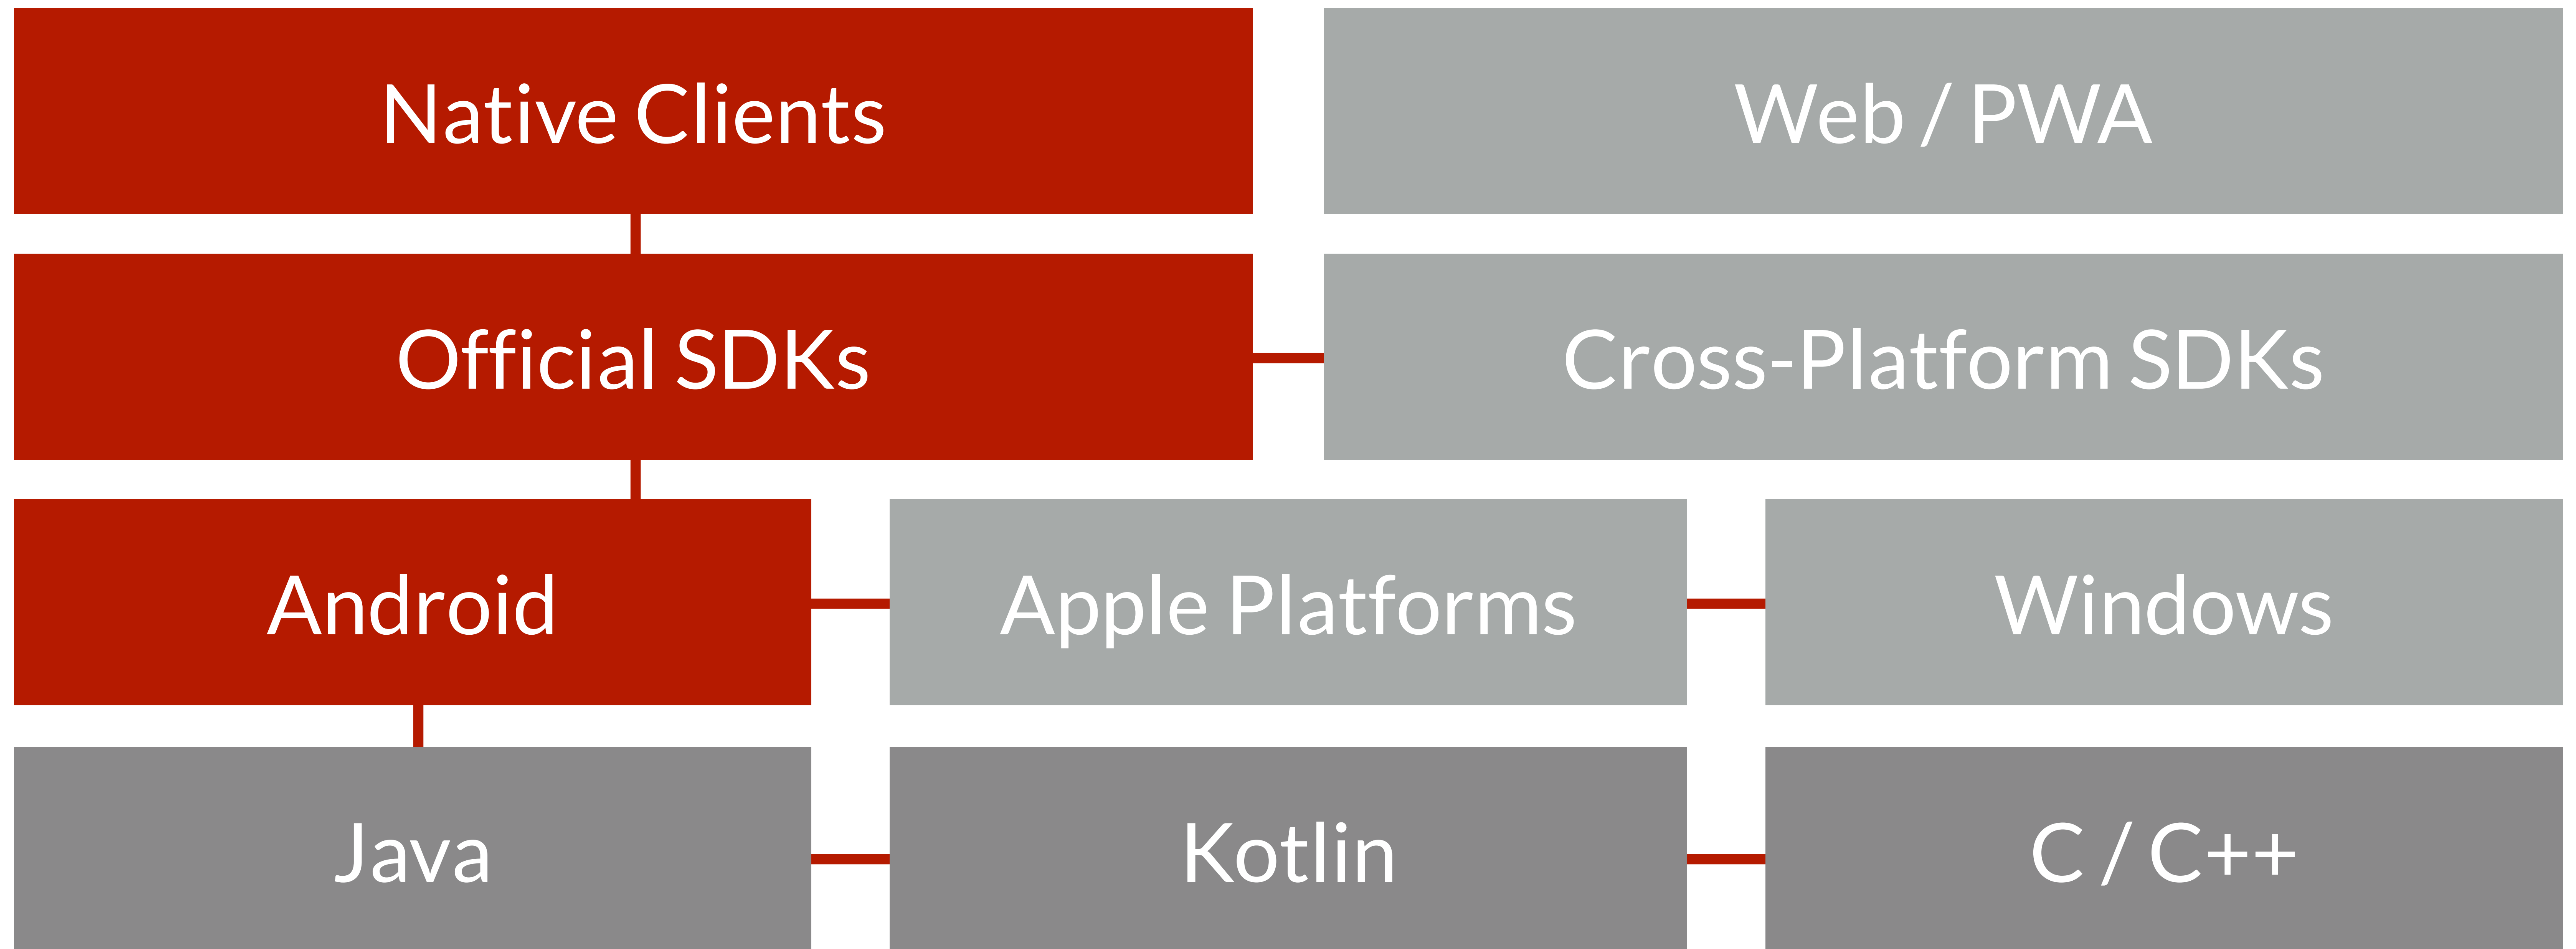 Native Clients
Web / PWA
Official SDKs
Cross-Platform SDKs
Android
Apple Platforms
Windows
Java
Kotlin
C / C++